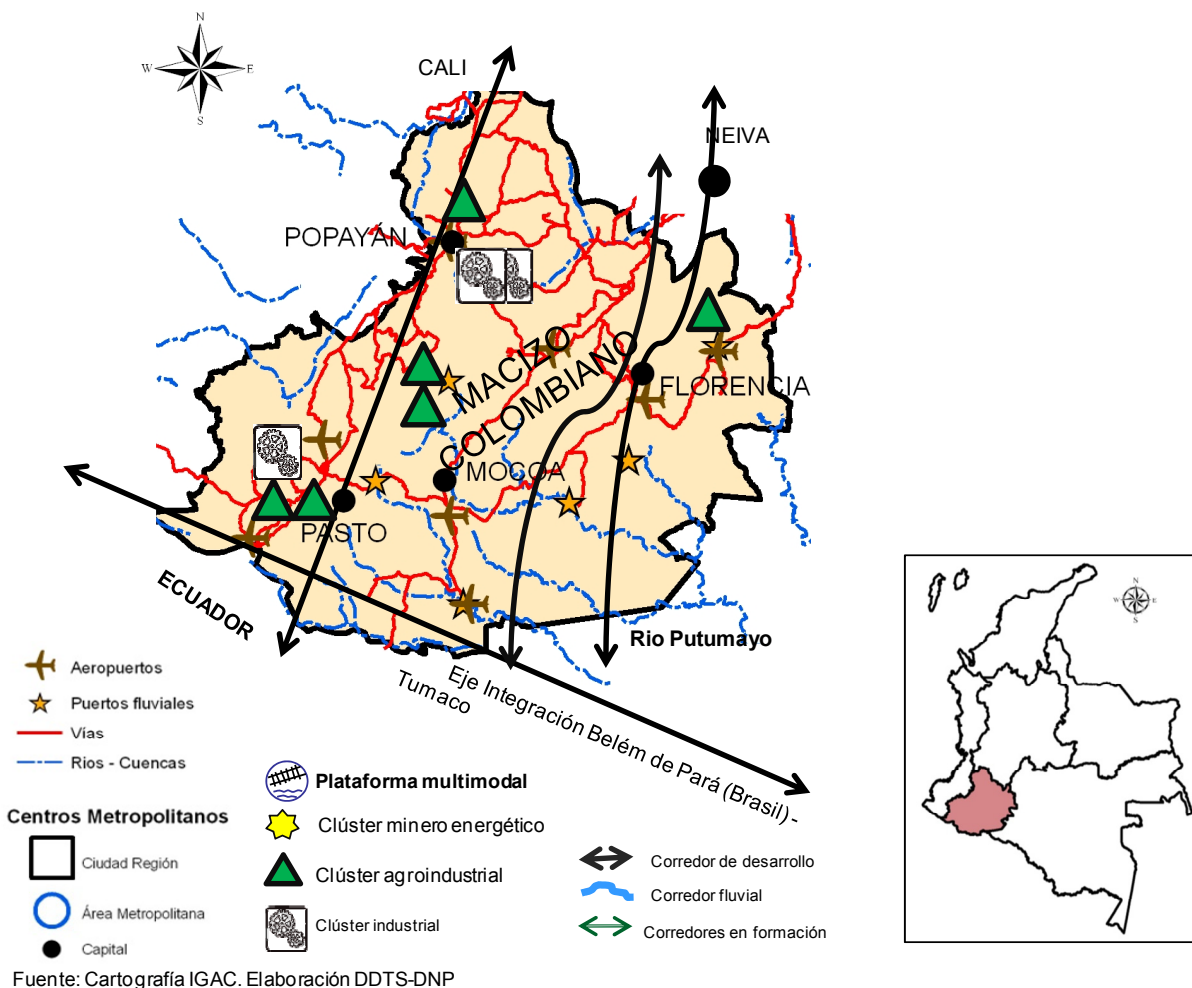 N
W
E
S
CALI
NEIVA
POPAYÁN
MACIZO
COLOMBIANO
FLORENCIA
MOCOA
PASTO
ECUADOR
Rio Putumayo
Eje Integración Belém de Pará (Brasil) -
Tumaco
Aeropuertos
Puertos fluviales
Vías
Rios - Cuencas
Centros Metropolitanos
Ciudad Región
Área Metropolitana
Capital
Plataforma multimodal
Clúster minero energético
Clúster agroindustrial
Clúster industrial
Corredor de desarrollo
Corredor fluvial
Corredores en formación
N
W
E
S
Fuente: Cartografía IGAC. Elaboración DDTS-DNP